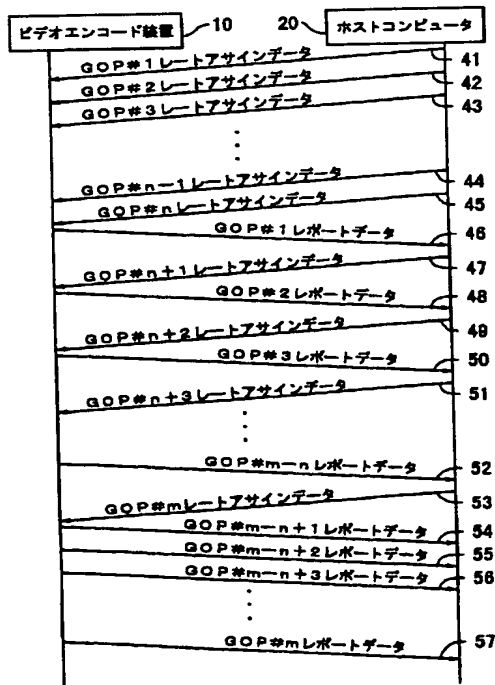 ビデオエンコード装置 10 20 ホストコンピュータ
GOP#1レートアサインデータ 41
GOP#2レートアサインデータ 42
GOP#3レートアサインデータ 43
GOP#n−1レートアサインデータ 44
GOP#nレートアサインデータ 45
GOP#1レポートデータ 46
GOP#n+1レートアサインデータ 47
GOP#2レポートデータ 48
GOP#n+2レートアサインデータ 49
GOP#3レポートデータ 50
GOP#n+3レートアサインデータ 51
GOP#m−nレポートデータ 52
GOP#mレートアサインデータ 53
GOP#m−n+1レポートデータ 54
GOP#m−n+2レポートデータ 55
GOP#m−n+3レポートデータ 56
GOP#mレポートデータ 57